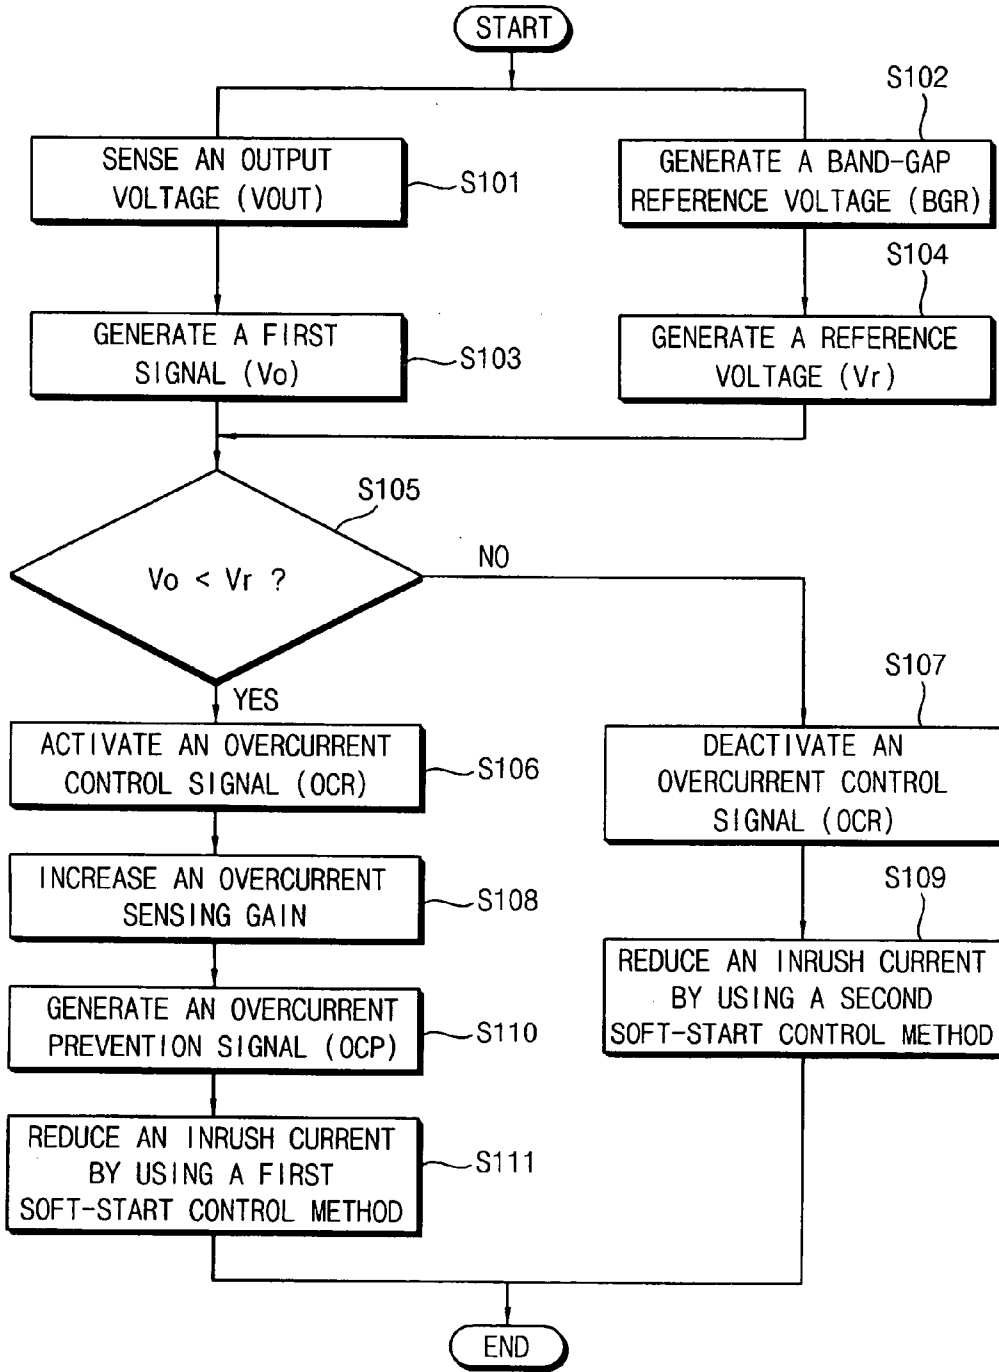 START
S102
SENSE AN OUTPUT
VOLTAGE (VOUT)
S101
GENERATE A BAND-GAP
REFERENCE VOLTAGE (BGR)
S104
GENERATE A FIRST
SIGNAL (Vo)
S103
GENERATE A REFERENCE
VOLTAGE (Vr)
S105
Vo < Vr ?
NO
YES
S107
ACTIVATE AN OVERCURRENT
CONTROL SIGNAL (OCR)
S106
DEACTIVATE AN
OVERCURRENT CONTROL
SIGNAL (OCR)
INCREASE AN OVERCURRENT
SENSING GAIN
S108
S109
REDUCE AN INRUSH CURRENT
BY USING A SECOND
SOFT-START CONTROL METHOD
GENERATE AN OVERCURRENT
PREVENTION SIGNAL (OCP)
S110
REDUCE AN INRUSH CURRENT
BY USING A FIRST
SOFT-START CONTROL METHOD
S111
END